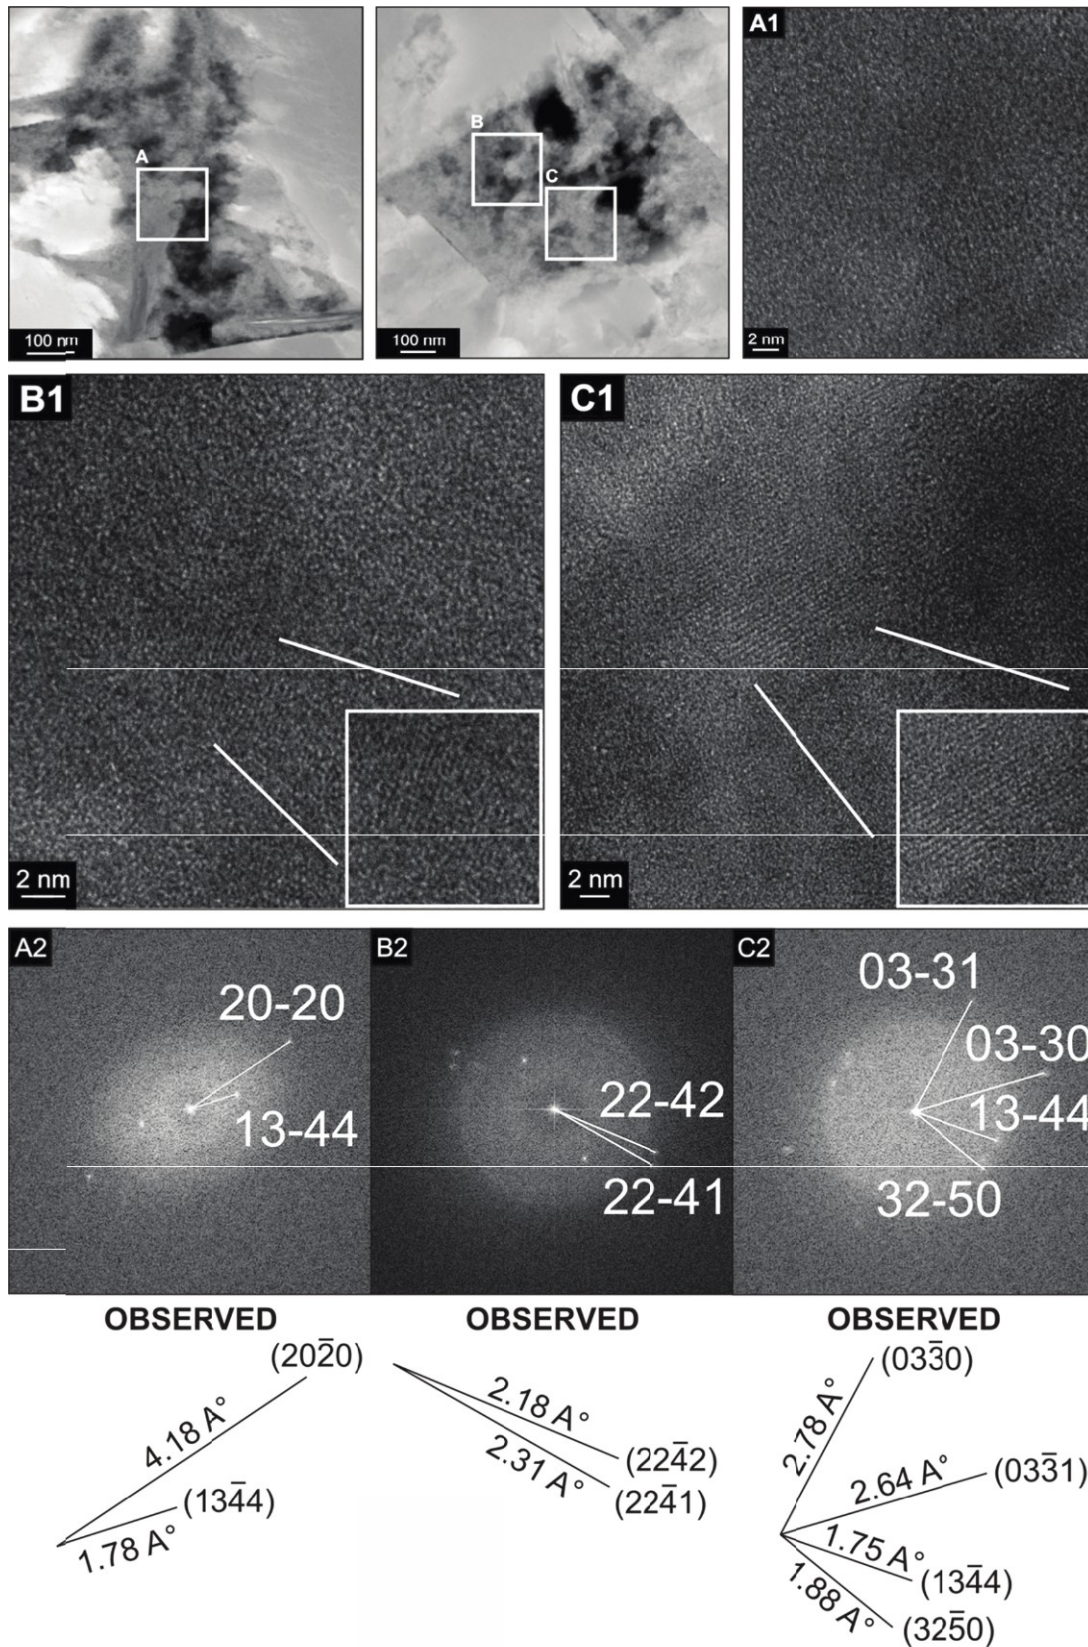 A
100 nm
B
C
100 nm
A1
2 nm
B1
2 nm
C1
2 nm
A2
20-20
13-44
B2
22-42
22-41
C2
03-31
03-30
13-44
32-50
OBSERVED
(202̅0)
4.18 A°
(134̅4)
1.78 A°
OBSERVED
2.18 A°
(224̅2)
2.31 A°
(224̅1)
OBSERVED
(033̅0)
2.78 A°
(033̅1)
2.64 A°
1.75 A°
(134̅4)
1.88 A°
(325̅0)